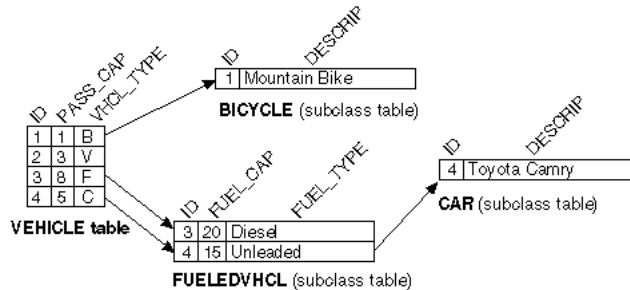 ID PASS_CAP VHCL_TYPE
1 1 B
2 3 V
3 8 F
4 5 C
VEHICLE table
ID DESCRIP
1 Mountain Bike
BICYCLE (subclass table)
ID FUEL_CAP FUEL_TYPE
3 20 Diesel
4 15 Unleaded
FUELEDVHCL (subclass table)
ID DESCRIP
4 Toyota Camry
CAR (subclass table)